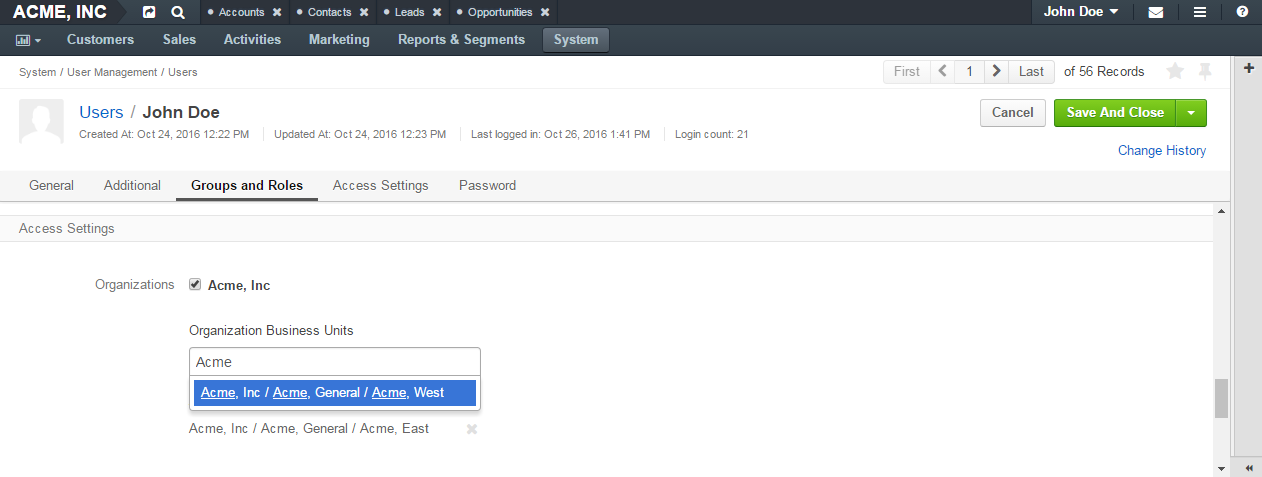 ACME, INC • Accounts ✖ • Contacts ✖ • Leads ✖ • Opportunities ✖ John Doe
Customers Sales Activities Marketing Reports & Segments System
System / User Management / Users First 1 Last of 56 Records
Users / John Doe Cancel Save And Close
Created At: Oct 24, 2016 12:22 PM Updated At: Oct 24, 2016 12:23 PM Last logged in: Oct 26, 2016 1:41 PM Login count: 21
Change History
General Additional Groups and Roles Access Settings Password
Access Settings
Organizations Acme, Inc
Organization Business Units
Acme
Acme, Inc / Acme, General / Acme, West
Acme, Inc / Acme, General / Acme, East